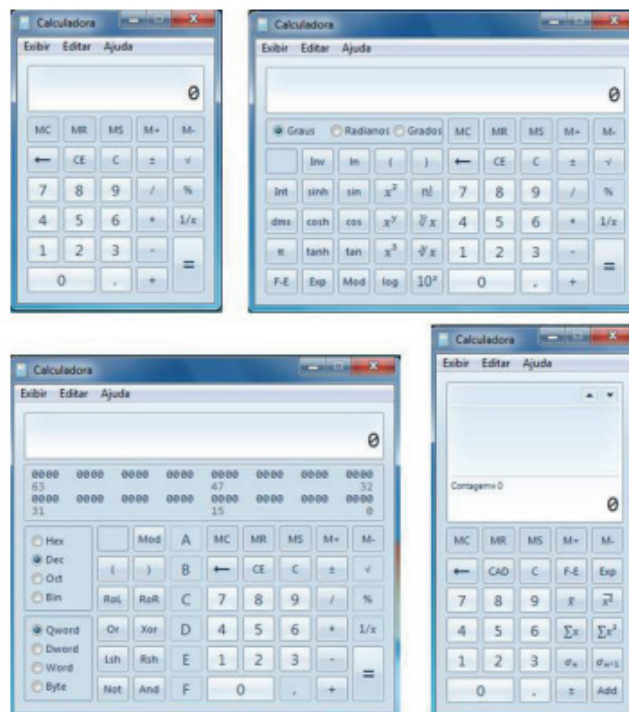 Calculadora
Exibir Editar Ajuda
0
MC MR MS M+ M-
← CE C ± √
7 8 9 / %
4 5 6 * 1/x
1 2 3 - =
0 , +
Calculadora
Exibir Editar Ajuda
0
Graus Radianos Grados MC MR MS M+ M-
Inv ln ( ) ← CE C ± √
Int sinh sin x² n! 7 8 9 / %
dms cosh cos xʸ ʸ√x 4 5 6 * 1/x
π tanh tan x³ ∛x 1 2 3 - =
F-E Exp Mod log 10ˣ 0 , +
Calculadora
Exibir Editar Ajuda
0
0000 0000 0000 0000 0000 0000 0000 0000
63 47 32
0000 0000 0000 0000 0000 0000 0000 0000
31 15 0
Hex Mod A MC MR MS M+ M-
Dec ( ) B ← CE C ± √
Oct
Bin RoL RoR C 7 8 9 / %
Qword Or Xor D 4 5 6 * 1/x
Dword Lsh Rsh E 1 2 3 - =
Word
Byte Not And F 0 , +
Calculadora
Exibir Editar Ajuda
Contagem= 0
0
MC MR MS M+ M-
← CAD C F-E Exp
7 8 9 x̄ x̄²
4 5 6 Σx Σx²
1 2 3 σₙ σₙ₋₁
0 , ± Add